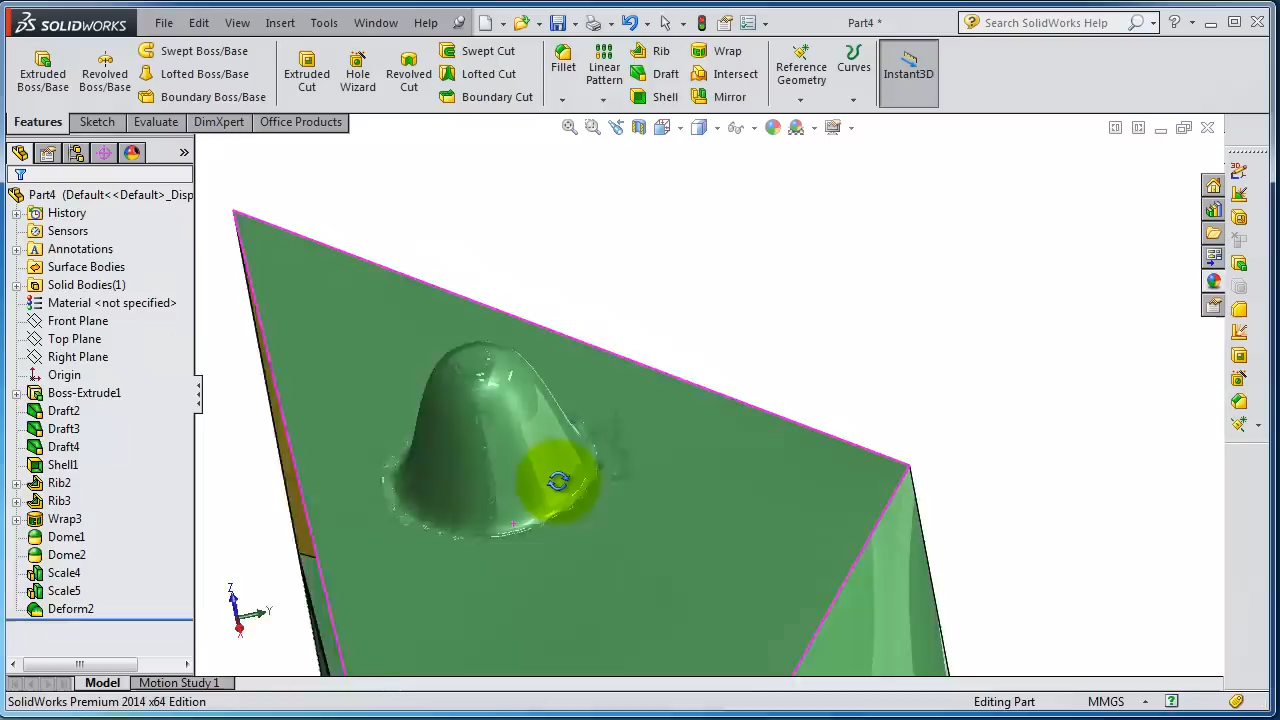 SOLIDWORKS File Edit View Insert Tools Window Help Part4 * Search SolidWorks Help
Extruded Boss/Base
Revolved Boss/Base
Swept Boss/Base
Lofted Boss/Base
Boundary Boss/Base
Extruded Cut
Hole Wizard
Revolved Cut
Swept Cut
Lofted Cut
Boundary Cut
Fillet
Linear Pattern
Rib
Draft
Shell
Wrap
Intersect
Mirror
Reference Geometry
Curves
Instant3D
Features Sketch Evaluate DimXpert Office Products
Part4 (Default<<Default>_Disp
History
Sensors
Annotations
Surface Bodies
Solid Bodies(1)
Material <not specified>
Front Plane
Top Plane
Right Plane
Origin
Boss-Extrude1
Draft2
Draft3
Draft4
Shell1
Rib2
Rib3
Wrap3
Dome1
Dome2
Scale4
Scale5
Deform2
Z
Y
X
Model Motion Study 1
SolidWorks Premium 2014 x64 Edition Editing Part MMGS